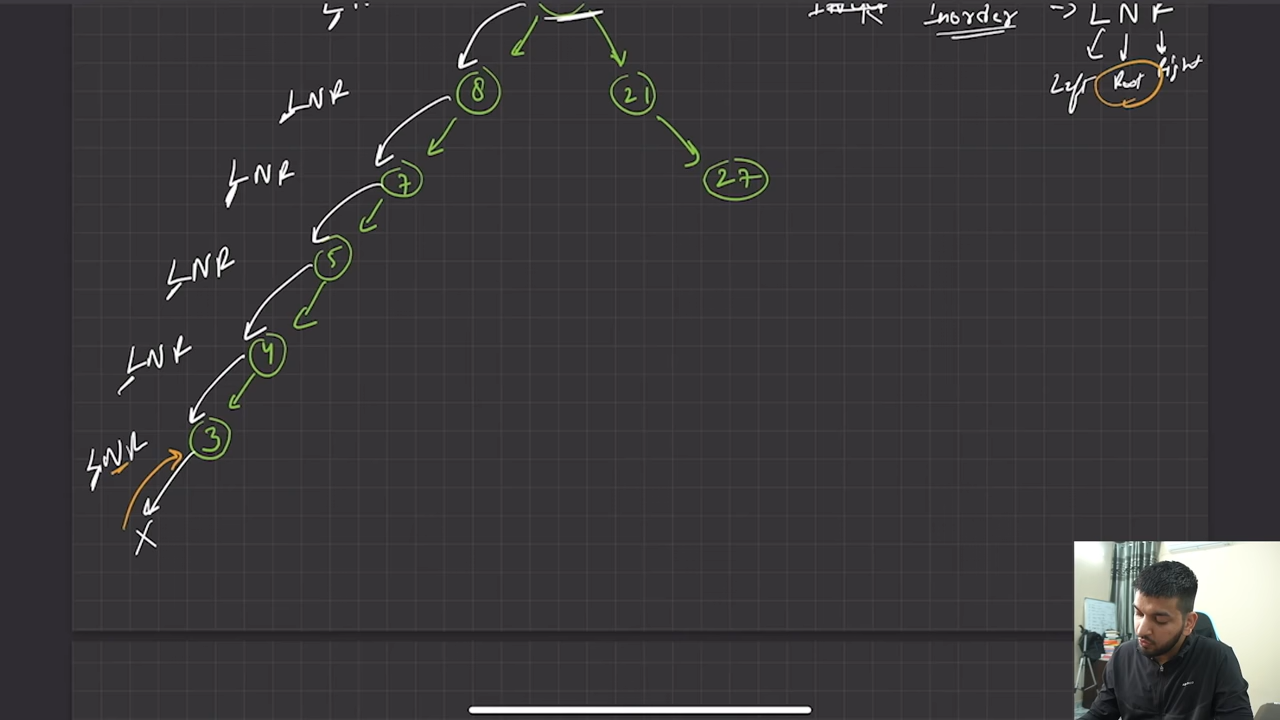 Inorder -> L N R
Left Root Right
8 21
LNR
7 27
LNR
5
LNR
4
LNR
3
LNR
X